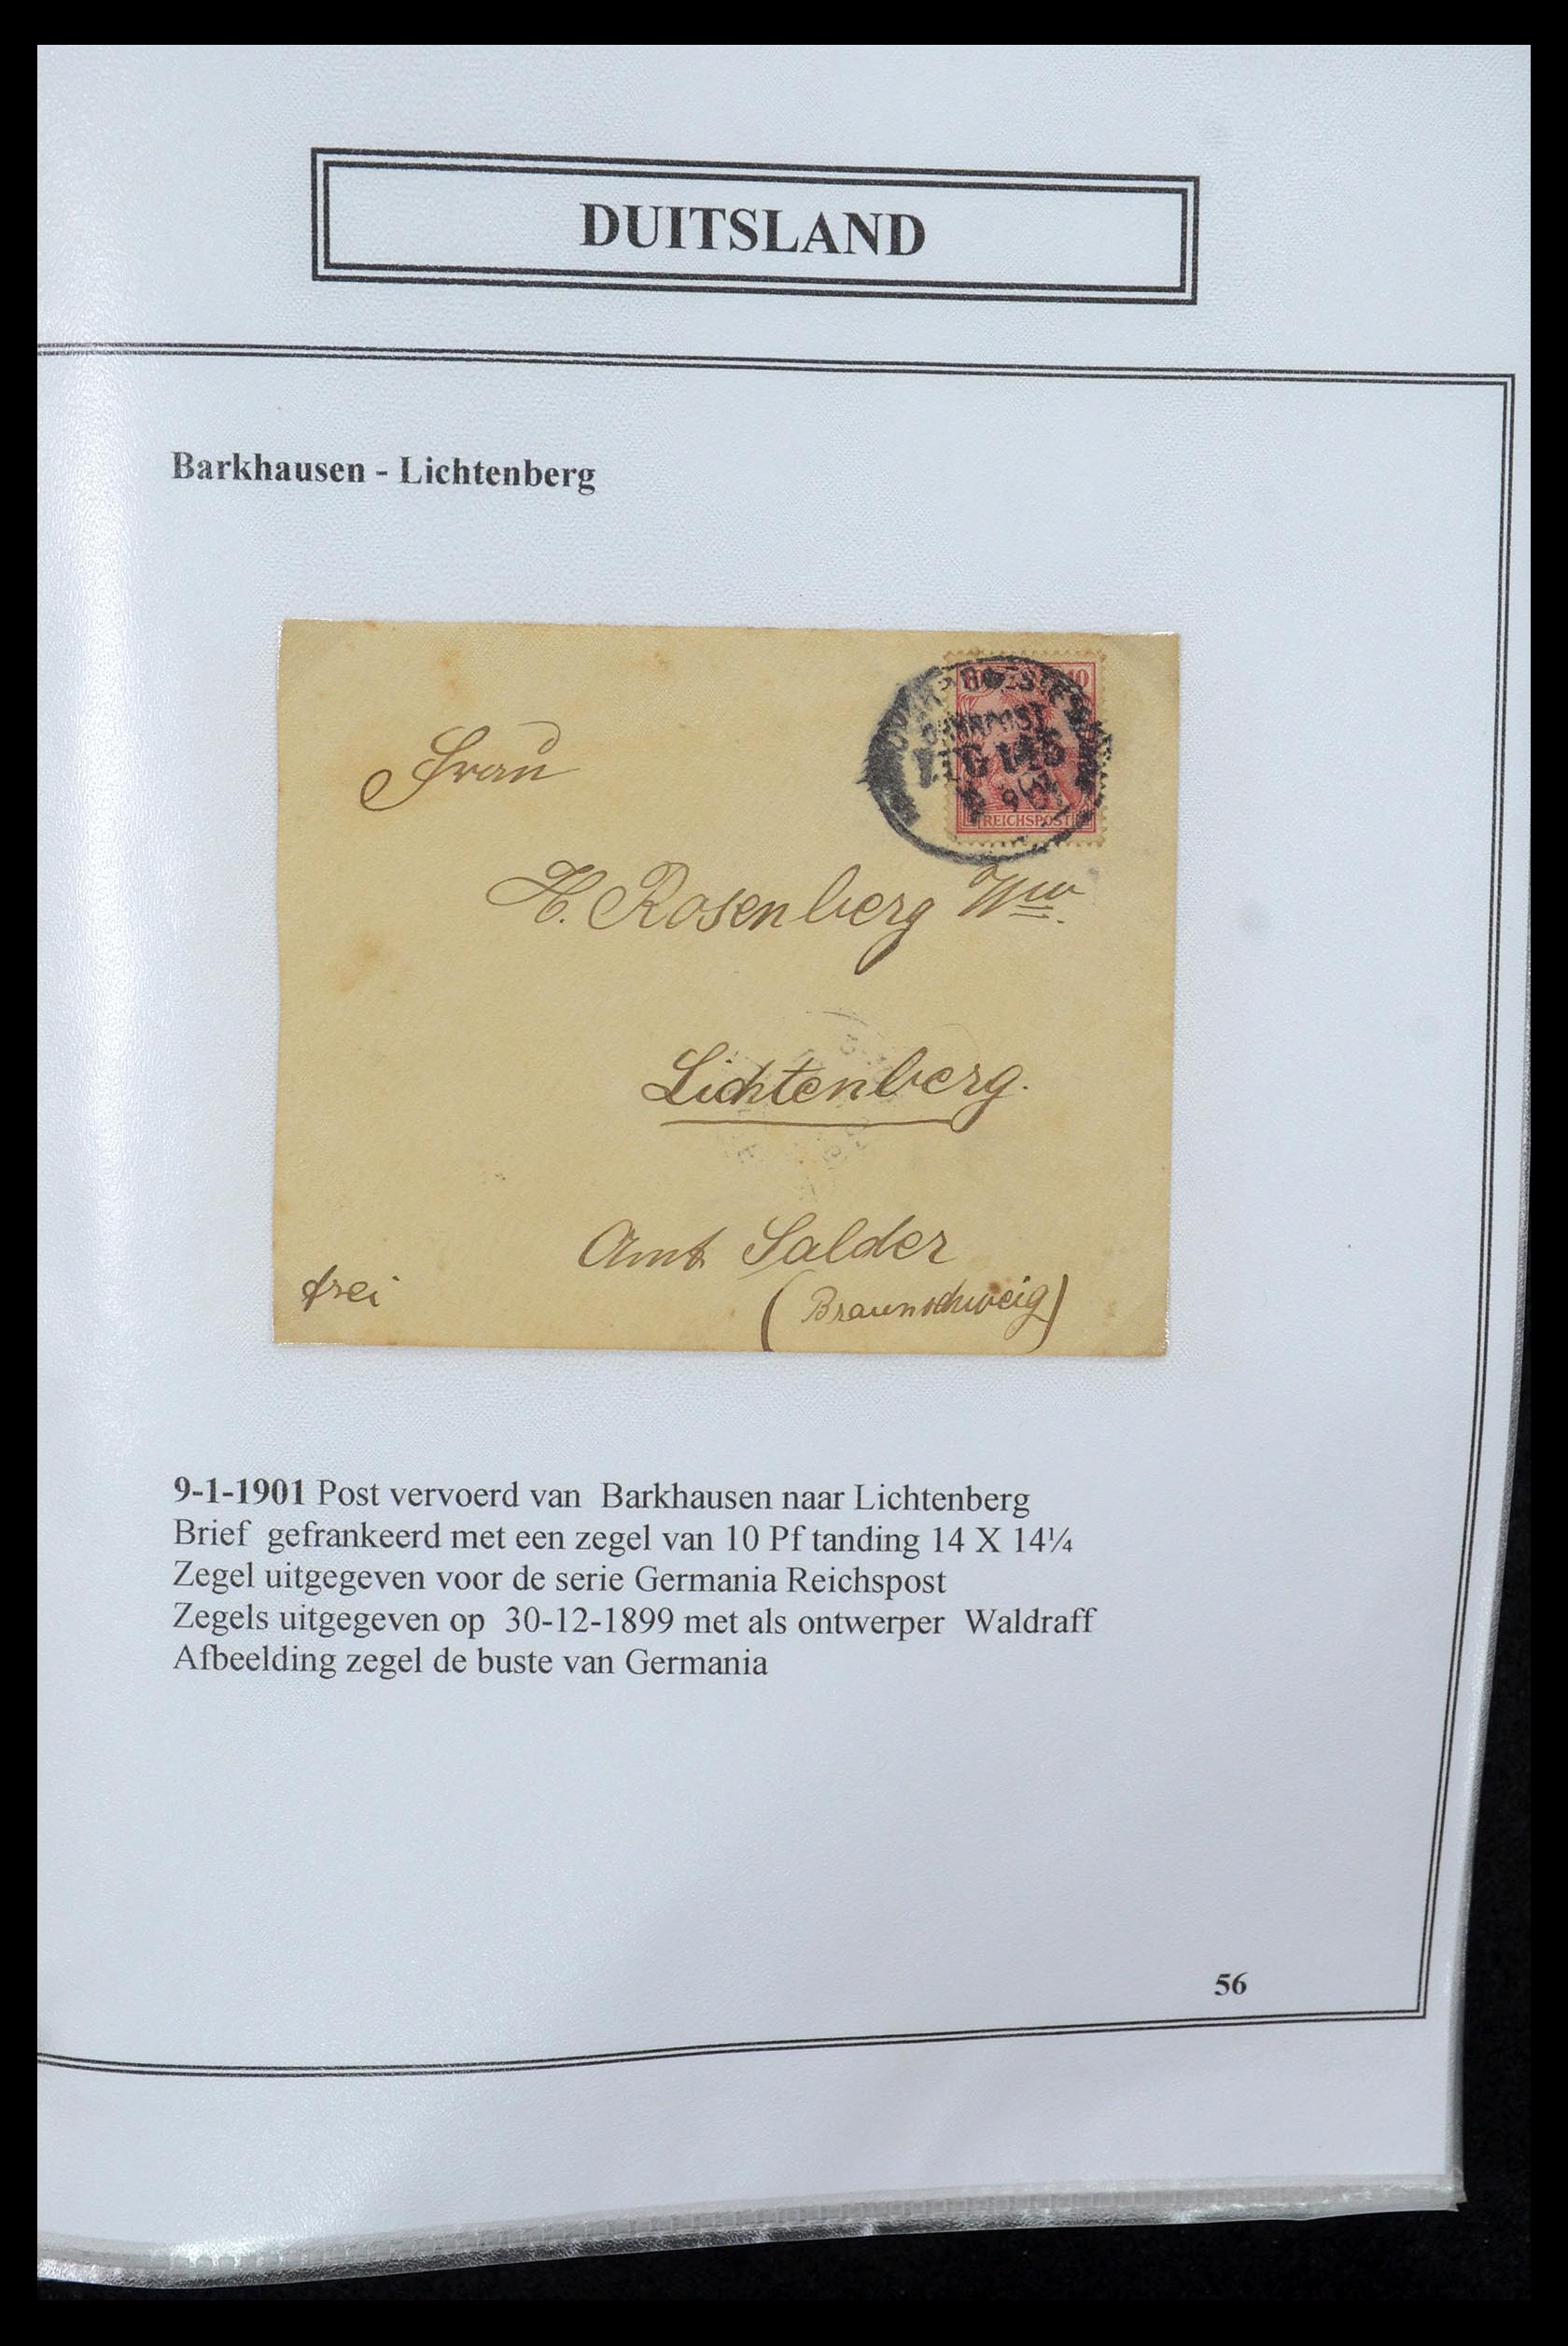 DUITSLAND
Barkhausen - Lichtenberg
10
BAHNPOST
REICHSPOST
Frau
H. Rosenberg Wwe.
Lichtenberg.
Amt Salder
frei
(Braunschweig)
9-1-1901 Post vervoerd van Barkhausen naar Lichtenberg
Brief gefrankeerd met een zegel van 10 Pf tanding 14 X 14¼
Zegel uitgegeven voor de serie Germania Reichspost
Zegels uitgegeven op 30-12-1899 met als ontwerper Waldraff
Afbeelding zegel de buste van Germania
56